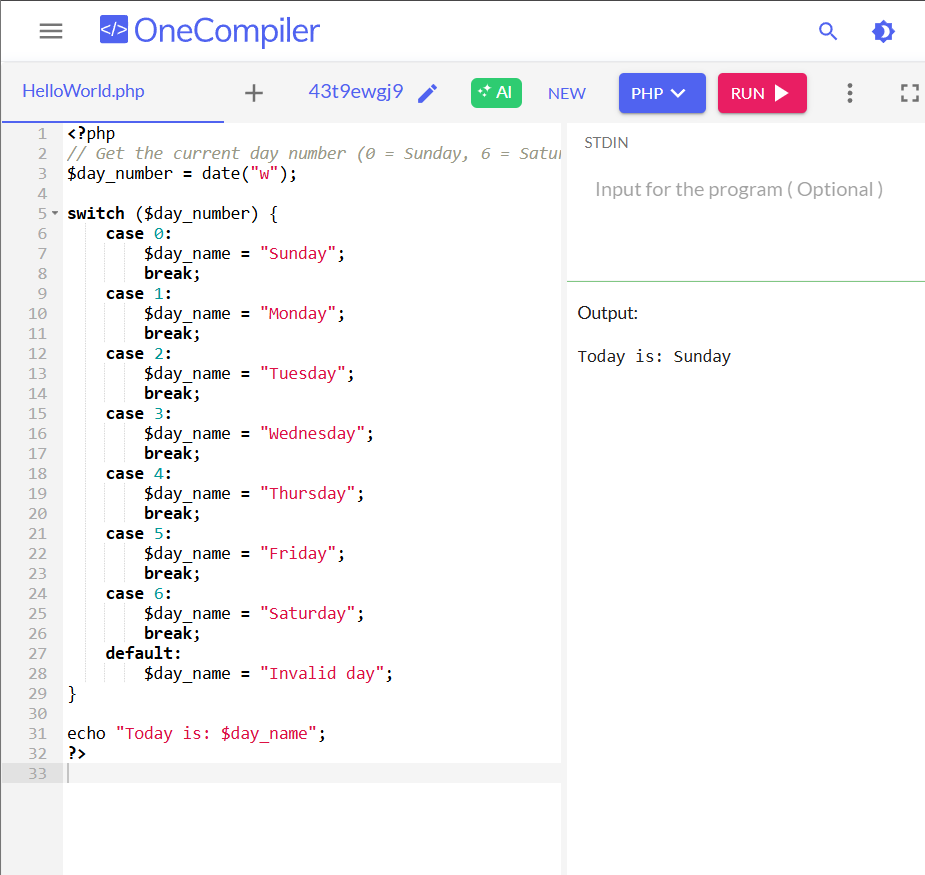 </> OneCompiler
HelloWorld.php + 43t9ewgj9 AI NEW PHP RUN
1 <?php
2 // Get the current day number (0 = Sunday, 6 =
3 $day_number = date("w");
4
5 switch ($day_number) {
6 case 0:
7 $day_name = "Sunday";
8 break;
9 case 1:
10 $day_name = "Monday";
11 break;
12 case 2:
13 $day_name = "Tuesday";
14 break;
15 case 3:
16 $day_name = "Wednesday";
17 break;
18 case 4:
19 $day_name = "Thursday";
20 break;
21 case 5:
22 $day_name = "Friday";
23 break;
24 case 6:
25 $day_name = "Saturday";
26 break;
27 default:
28 $day_name = "Invalid day";
29 }
30
31 echo "Today is: $day_name";
32 ?>
33
STDIN
Input for the program ( Optional )
Output:
Today is: Sunday